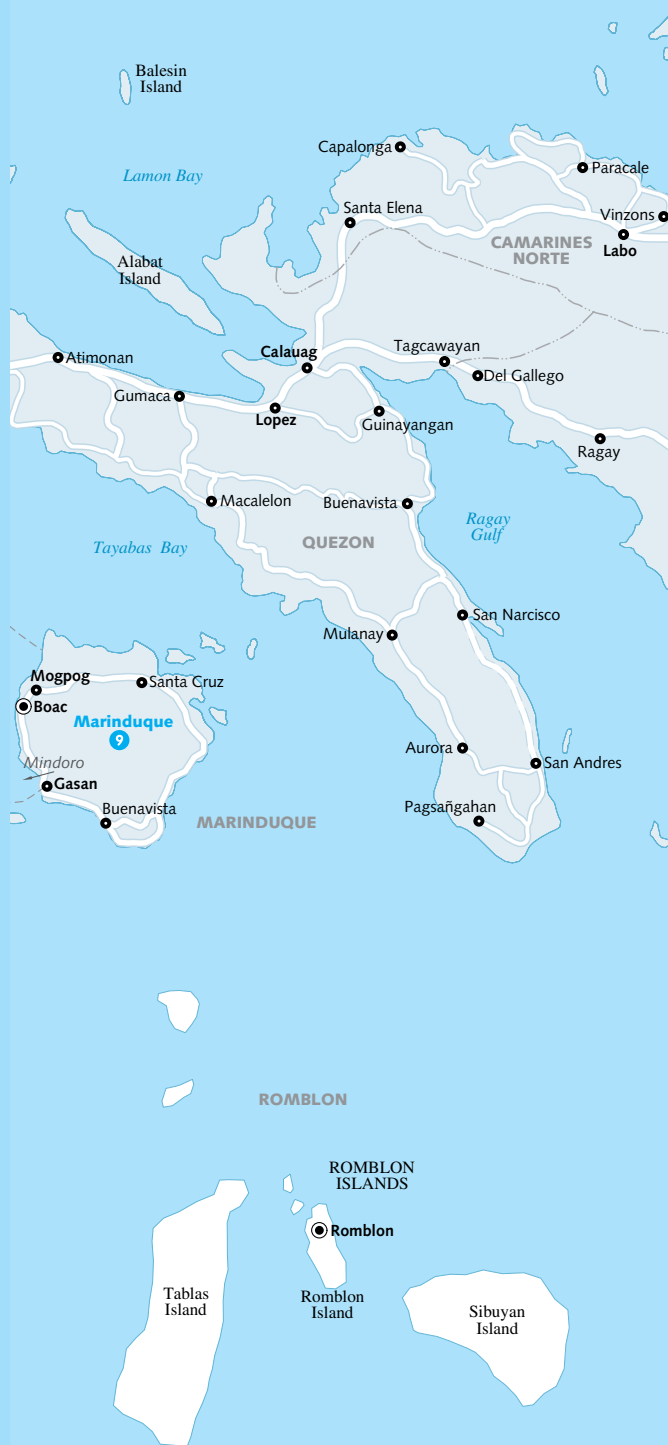 Balesin
Island
Capalonga
Paracale
Lamon Bay
Santa Elena
Vinzons
CAMARINES
NORTE
Labo
Alabat
Island
Atimonan
Calauag
Tagcawayan
Del Gallego
Gumaca
Lopez
Guinayangan
Ragay
Macalelon
Buenavista
Ragay
Gulf
Tayabas Bay
QUEZON
San Narciso
Mulanay
Mogpog
Santa Cruz
Boac
Marinduque
9
Aurora
San Andres
Mindoro
Gasan
Buenavista
Pagsañgahan
MARINDUQUE
ROMBLON
ROMBLON
ISLANDS
Romblon
Tablas
Island
Romblon
Island
Sibuyan
Island